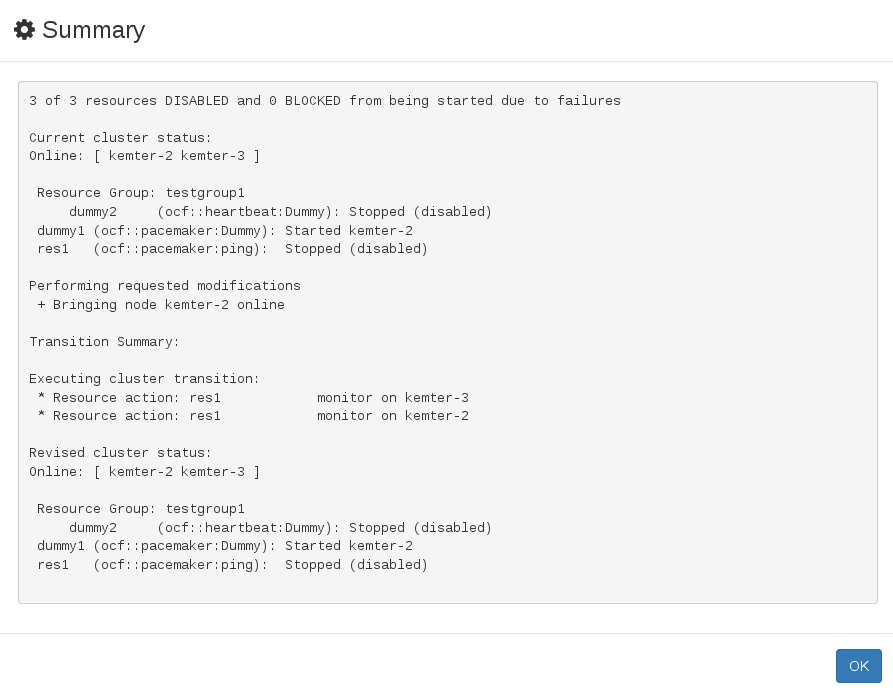 Summary
3 of 3 resources DISABLED and 0 BLOCKED from being started due to failures
Current cluster status:
Online: [ kemter-2 kemter-3 ]
Resource Group: testgroup1
dummy2     (ocf::heartbeat:Dummy): Stopped (disabled)
dummy1 (ocf::pacemaker:Dummy): Started kemter-2
res1   (ocf::pacemaker:ping):  Stopped (disabled)
Performing requested modifications
+ Bringing node kemter-2 online
Transition Summary:
Executing cluster transition:
* Resource action: res1            monitor on kemter-3
* Resource action: res1            monitor on kemter-2
Revised cluster status:
Online: [ kemter-2 kemter-3 ]
Resource Group: testgroup1
dummy2     (ocf::heartbeat:Dummy): Stopped (disabled)
dummy1 (ocf::pacemaker:Dummy): Started kemter-2
res1   (ocf::pacemaker:ping):  Stopped (disabled)
OK